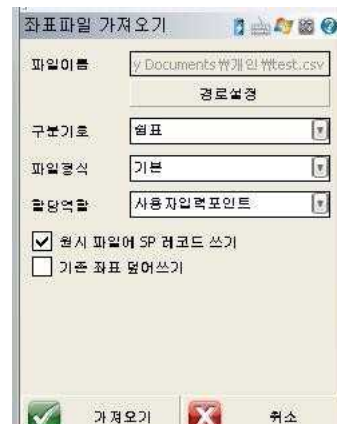 좌표파일 가져오기
파일이름 y Documents₩개인₩test.csv
경로설정
구분기호 쉼표
파일형식 기본
할당역할 사용자입력포인트
원시 파일에 SP 레코드 쓰기
기존 좌표 덮어쓰기
가져오기 취소